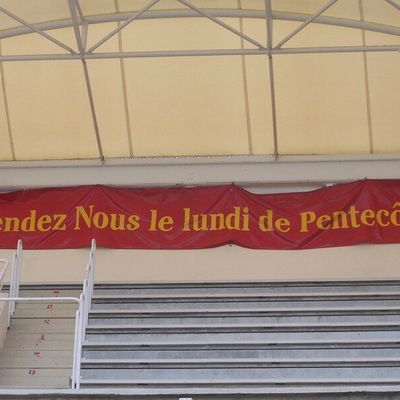 endez Nous le lundi de Pentecô